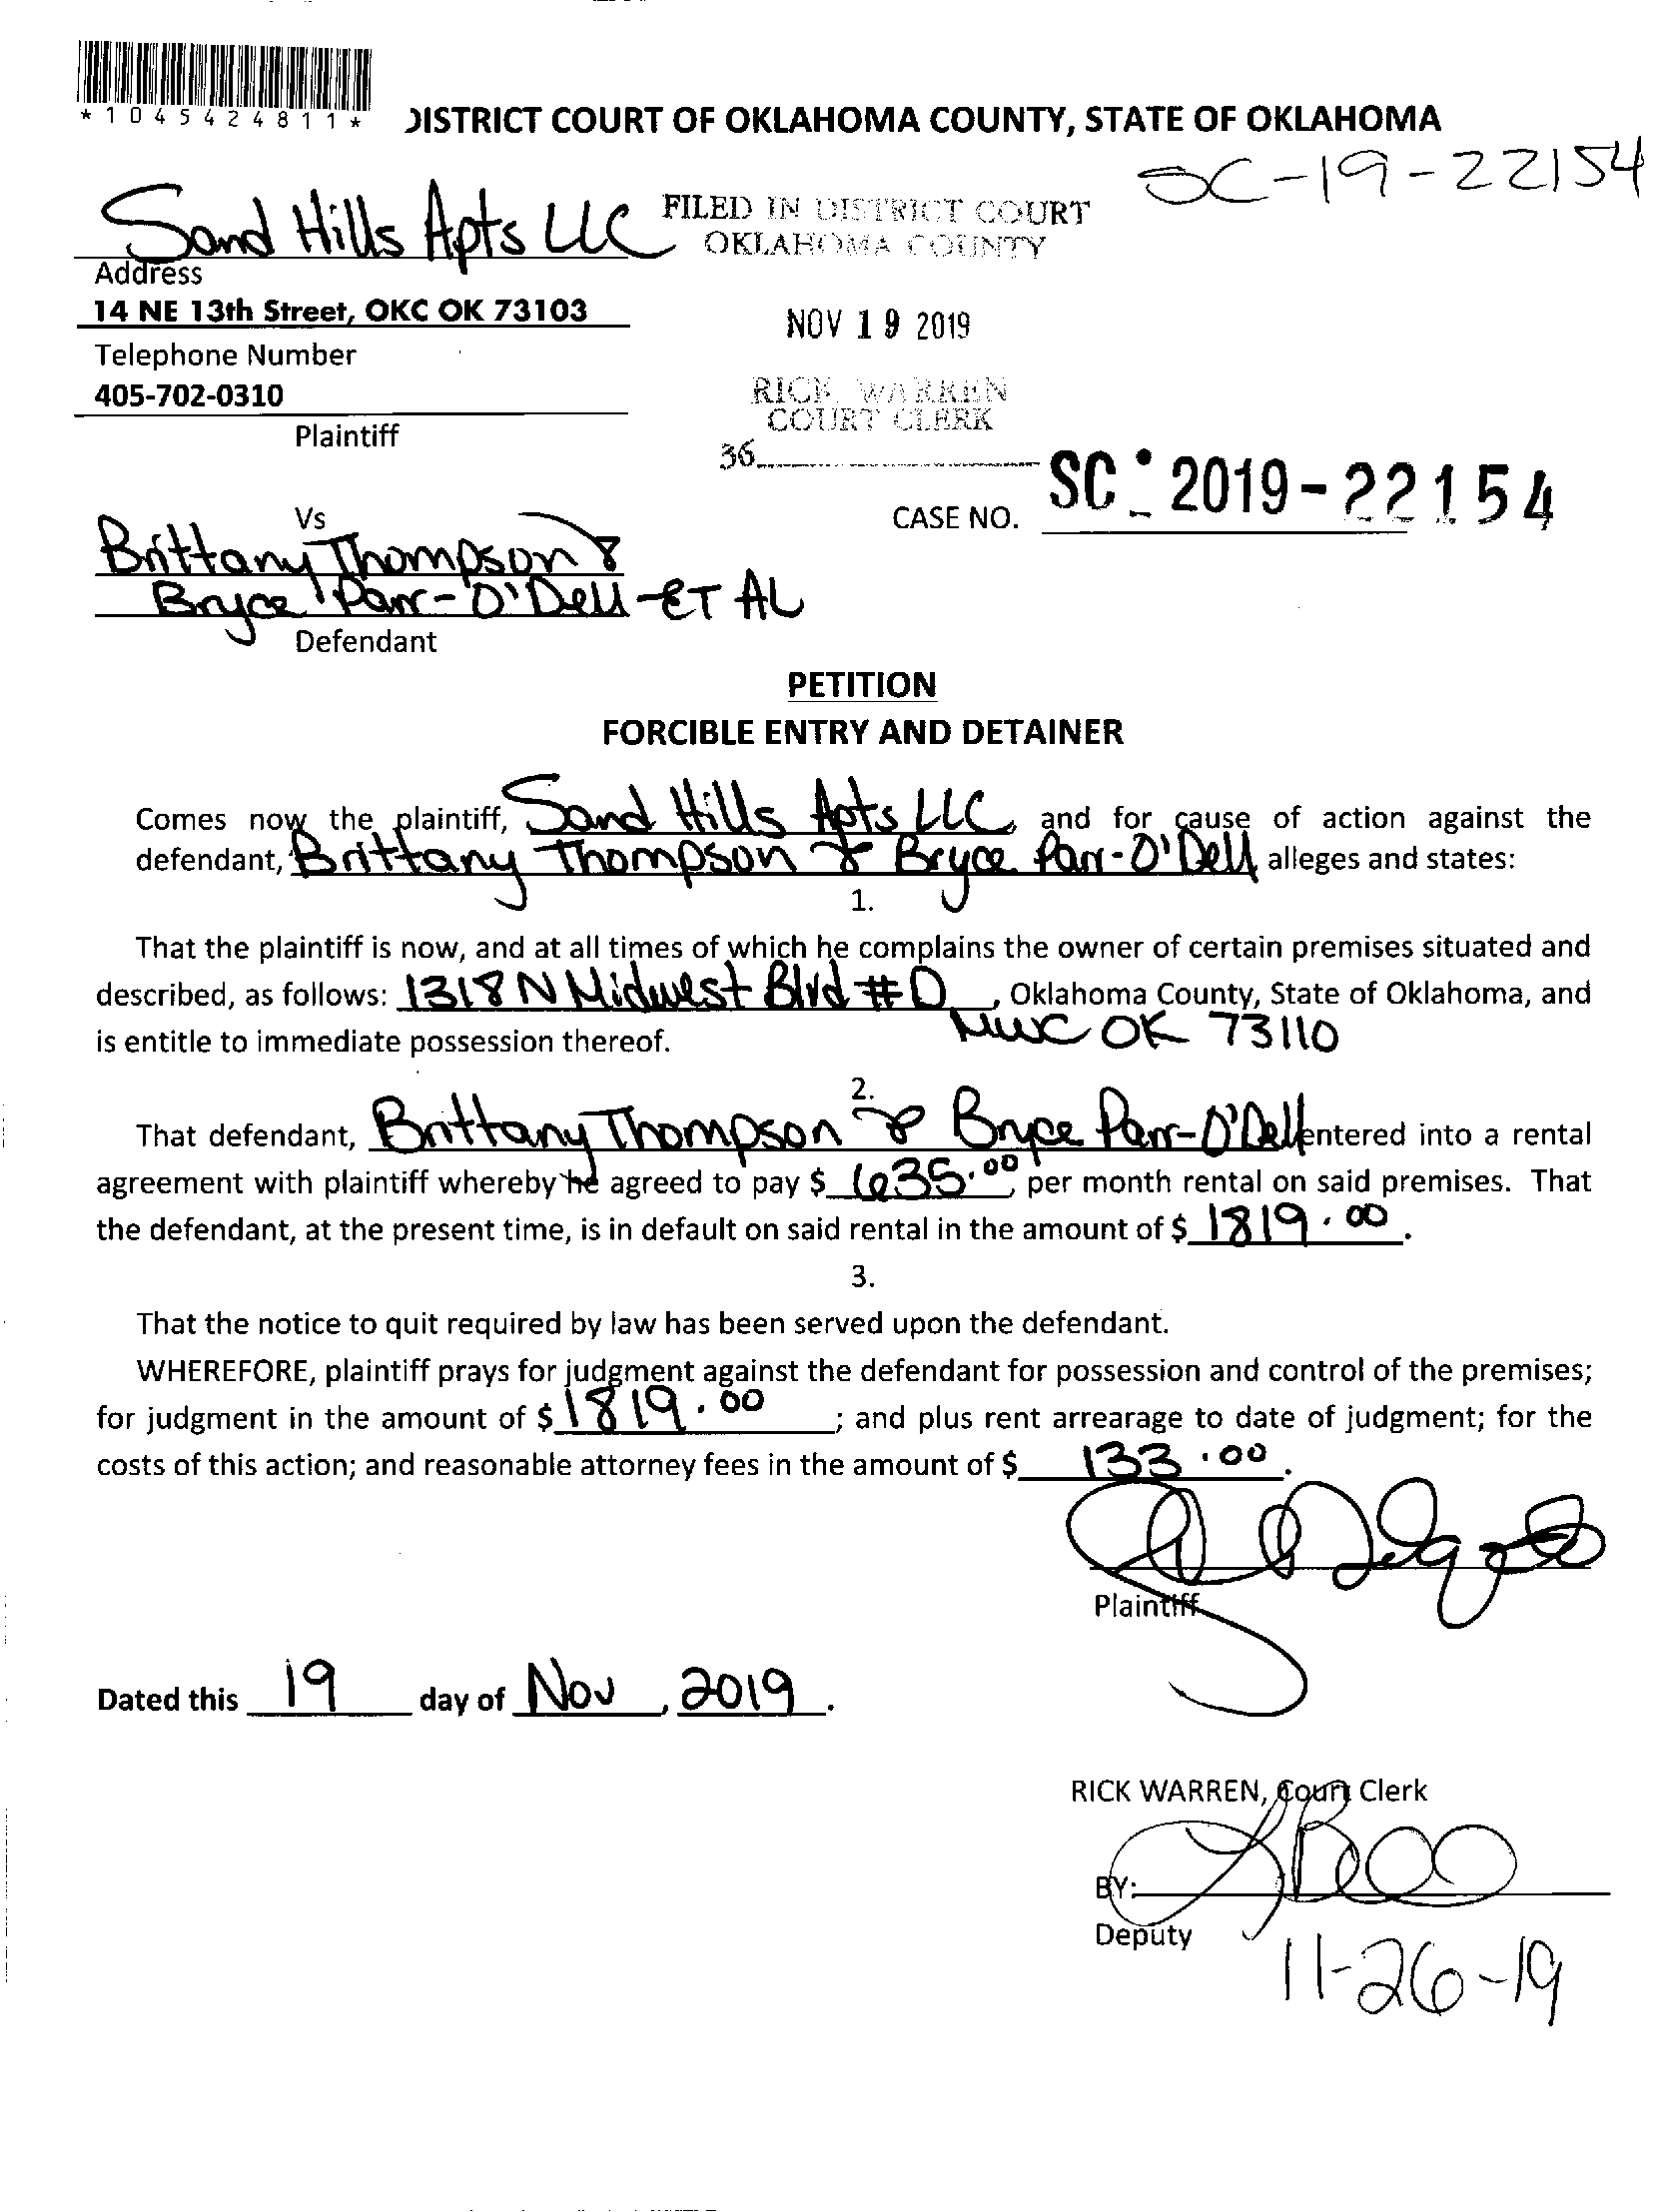 *1045424811*
DISTRICT COURT OF OKLAHOMA COUNTY, STATE OF OKLAHOMA
SC-19-22154
Sand Hills Apts LLC
FILED IN DISTRICT COURT
OKLAHOMA COUNTY
Address
14 NE 13th Street, OKC OK 73103
NOV 19 2019
Telephone Number
405-702-0310
RICK WARREN
COURT CLERK
Plaintiff
36
CASE NO. SC - 2019-22154
Vs
Brittany Thompson &
Bryce Parr-O'Dell - ET AL
Defendant
PETITION
FORCIBLE ENTRY AND DETAINER
Comes now the plaintiff, Sand Hills Apts LLC, and for cause of action against the
defendant, Brittany Thompson & Bryce Parr-O'Dell alleges and states:
1.
That the plaintiff is now, and at all times of which he complains the owner of certain premises situated and
described, as follows: 1318 N Midwest Blvd #D, Oklahoma County, State of Oklahoma, and
MWC OK 73110
is entitle to immediate possession thereof.
2.
That defendant, Brittany Thompson & Bryce Parr-O'Dell entered into a rental
agreement with plaintiff whereby he agreed to pay $ 635.00, per month rental on said premises. That
the defendant, at the present time, is in default on said rental in the amount of $ 1819.00.
3.
That the notice to quit required by law has been served upon the defendant.
WHEREFORE, plaintiff prays for judgment against the defendant for possession and control of the premises;
for judgment in the amount of $ 1819.00; and plus rent arrearage to date of judgment; for the
costs of this action; and reasonable attorney fees in the amount of $ 133.00.
Plaintiff
Dated this 19 day of Nov, 2019.
RICK WARREN, Court Clerk
BY:
Deputy
11-26-19